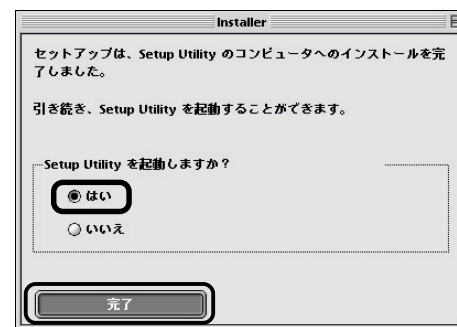 Installer
セットアップは、Setup Utility のコンピュータへのインストールを完
了しました。
引き続き、Setup Utility を起動することができます。
Setup Utility を起動しますか？
はい
いいえ
完了